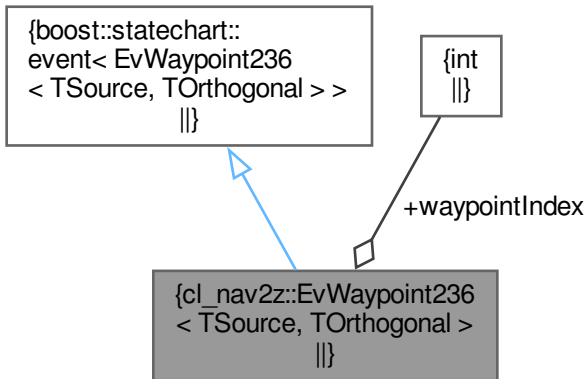 {boost::statechart::
event< EvWaypoint236
< TSource, TOrthogonal > >
||}
{int
||}
+waypointIndex
{cl_nav2z::EvWaypoint236
< TSource, TOrthogonal >
||}